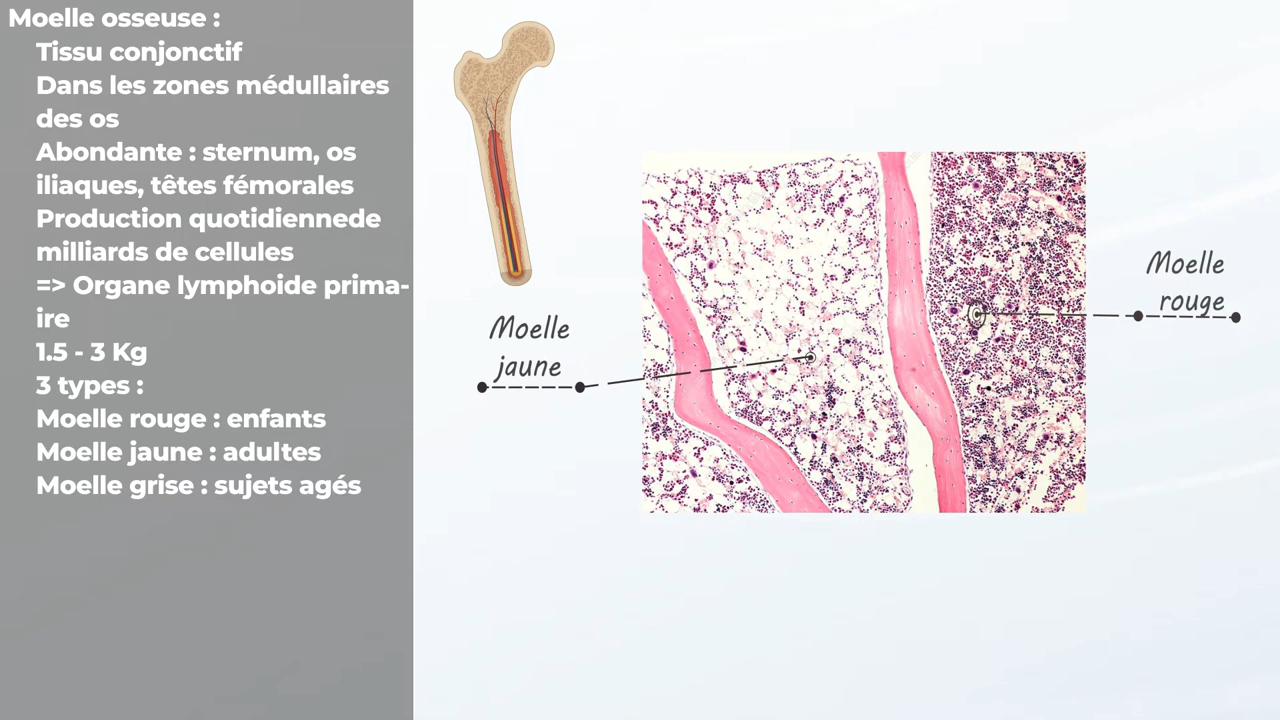 Moelle osseuse :
Tissu conjonctif
Dans les zones médullaires
des os
Abondante : sternum, os
iliaques, têtes fémorales
Production quotidiennede
milliards de cellules
=> Organe lymphoide prima-
ire
1.5 - 3 Kg
3 types :
Moelle rouge : enfants
Moelle jaune : adultes
Moelle grise : sujets agés
Moelle
jaune
Moelle
rouge